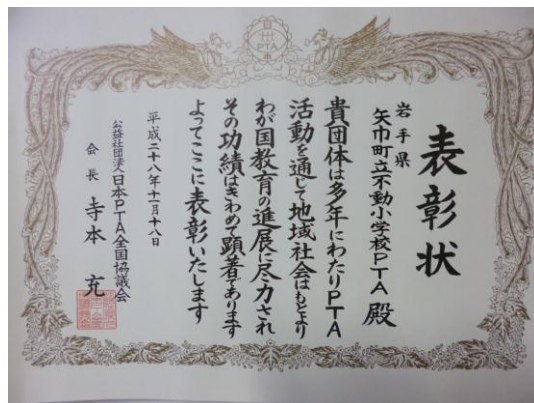 表彰状
岩手県
矢巾町立不動小学校PTA 殿
貴団体は多年にわたりPTA
活動を通じて地域社会はもとより
わが国教育の進展に尽力され
その功績はきわめて顕著であります
よってここに表彰いたします
平成二十八年十一月十八日
公益社団法人日本PTA全国協議会
会長 寺本 充
PTA